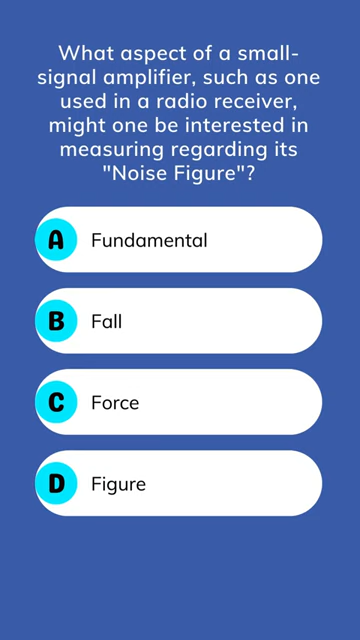 What aspect of a small-
signal amplifier, such as one
used in a radio receiver,
might one be interested in
measuring regarding its
"Noise Figure"?
A Fundamental
B Fall
C Force
D Figure